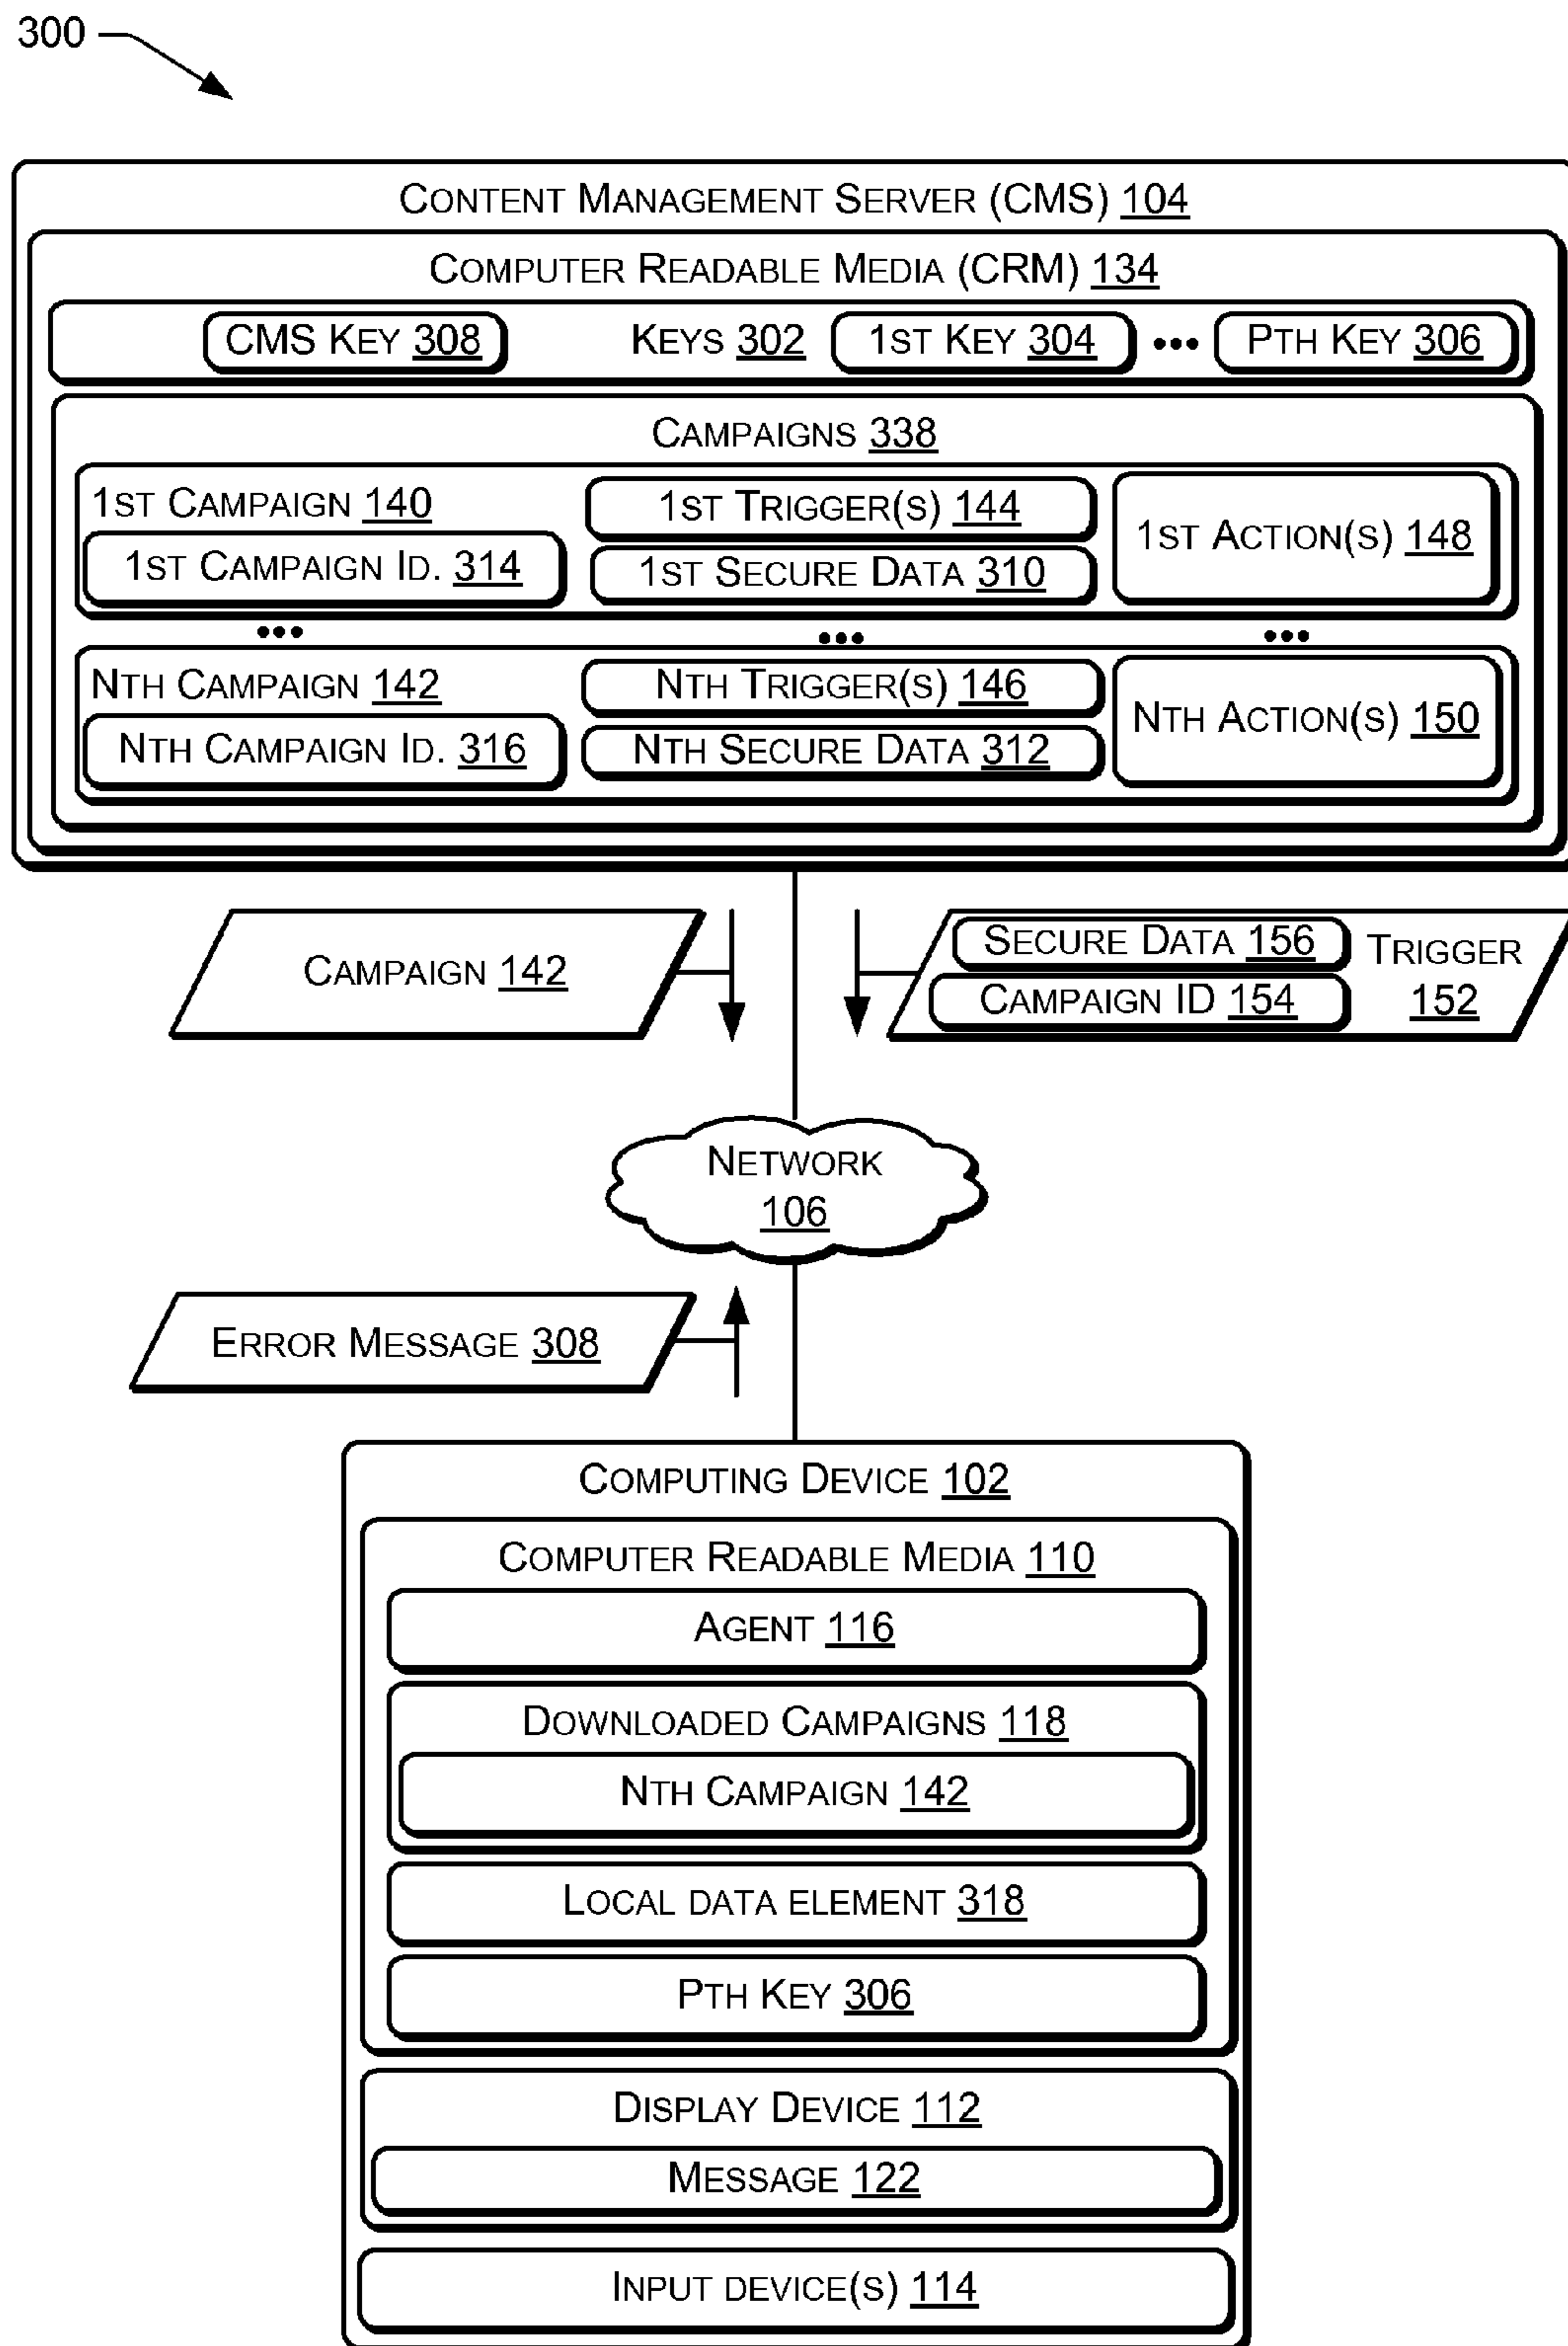 300
CONTENT MANAGEMENT SERVER (CMS) 104
COMPUTER READABLE MEDIA (CRM) 134
CMS KEY 308 KEYS 302 1ST KEY 304 ••• PTH KEY 306
CAMPAIGNS 338
1ST CAMPAIGN 140
1ST CAMPAIGN ID. 314
1ST TRIGGER(S) 144
1ST SECURE DATA 310
1ST ACTION(S) 148
••• ••• •••
NTH CAMPAIGN 142
NTH CAMPAIGN ID. 316
NTH TRIGGER(S) 146
NTH SECURE DATA 312
NTH ACTION(S) 150
CAMPAIGN 142
SECURE DATA 156
CAMPAIGN ID 154
TRIGGER
152
NETWORK
106
ERROR MESSAGE 308
COMPUTING DEVICE 102
COMPUTER READABLE MEDIA 110
AGENT 116
DOWNLOADED CAMPAIGNS 118
NTH CAMPAIGN 142
LOCAL DATA ELEMENT 318
PTH KEY 306
DISPLAY DEVICE 112
MESSAGE 122
INPUT DEVICE(S) 114